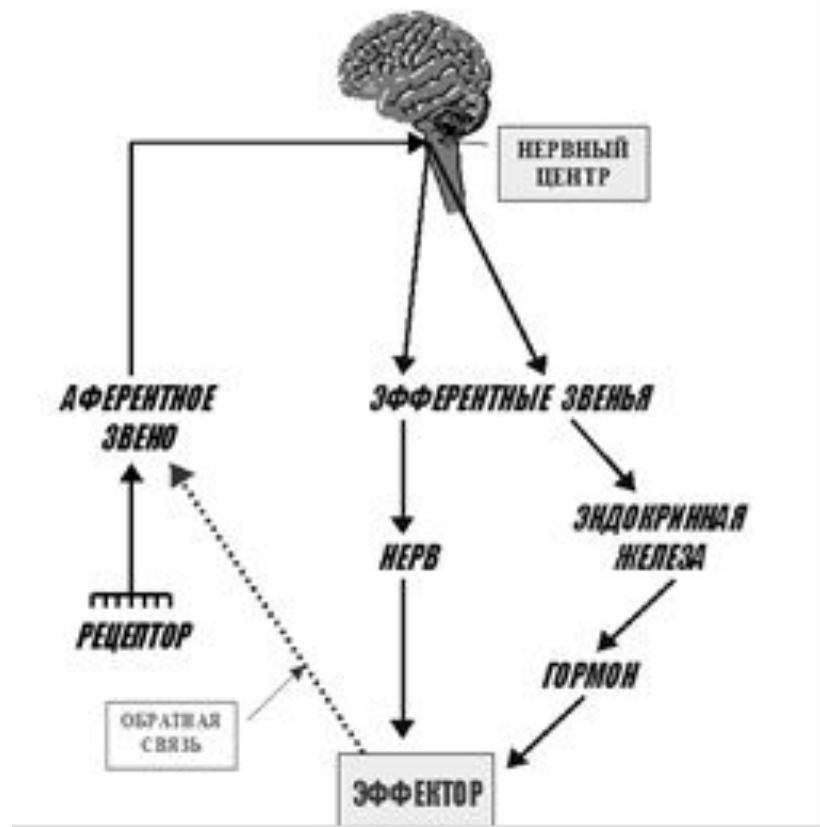 НЕРВНЫЙ
ЦЕНТР
АФЕРЕНТНОЕ
ЗВЕНО
ЭФФЕРЕНТНЫЕ ЗВЕНЬЯ
ЭНДОКРИННАЯ
ЖЕЛЕЗА
НЕРВ
РЕЦЕПТОР
ГОРМОН
ОБРАТНАЯ
СВЯЗЬ
ЭФФЕКТОР